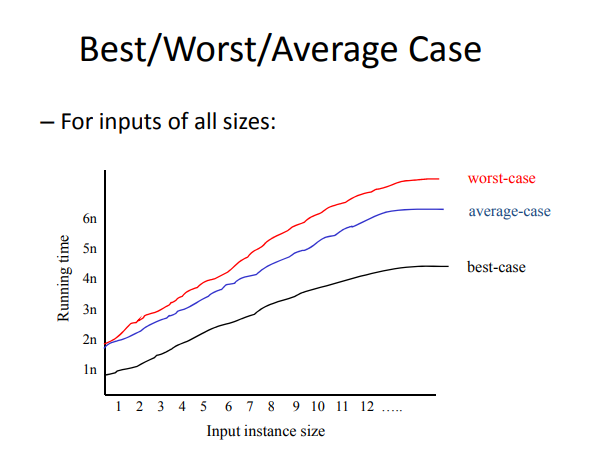 Best/Worst/Average Case
– For inputs of all sizes:
worst-case
average-case
best-case
6n
5n
4n
3n
2n
1n
Running time
1 2 3 4 5 6 7 8 9 10 11 12 …..
Input instance size